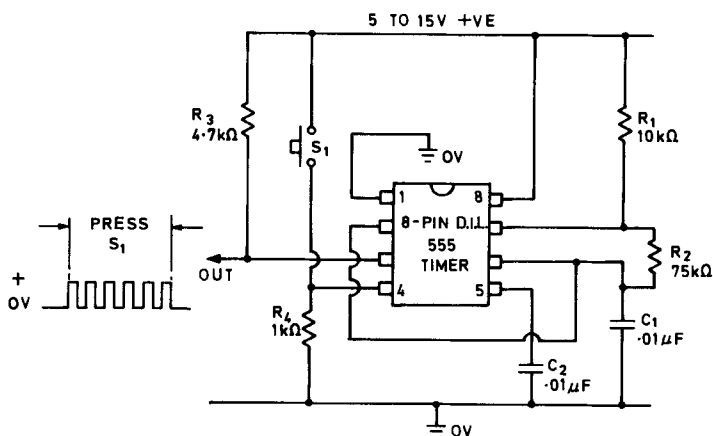 5 TO 15V +VE
R3
4·7kΩ
S1
0V
R1
10kΩ
1
8
8-PIN D.I.L.
555
TIMER
4
5
PRESS
S1
+
0V
OUT
R2
75kΩ
R4
1kΩ
C1
·01µF
C2
·01µF
0V